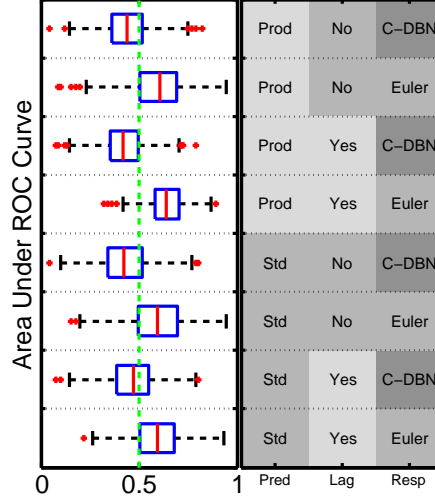 Area Under ROC Curve
Prod No C−DBN
Prod No Euler
Prod Yes C−DBN
Prod Yes Euler
Std No C−DBN
Std No Euler
Std Yes C−DBN
Std Yes Euler
0 0.5 1 Pred Lag Resp